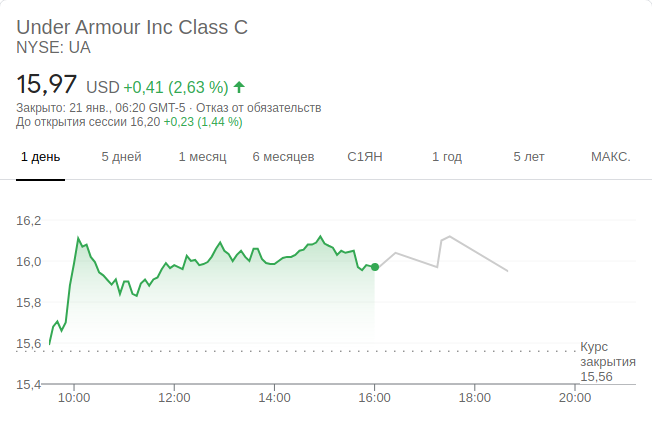 Under Armour Inc Class C
NYSE: UA
15,97 USD +0,41 (2,63 %)
Закрыто: 21 янв., 06:20 GMT-5 · Отказ от обязательств
До открытия сессии 16,20 +0,23 (1,44 %)
1 день 5 дней 1 месяц 6 месяцев С1ЯН 1 год 5 лет МАКС.
16,2
16,0
15,8
15,6
Курс
закрытия
15,56
15,4
10:00 12:00 14:00 16:00 18:00 20:00